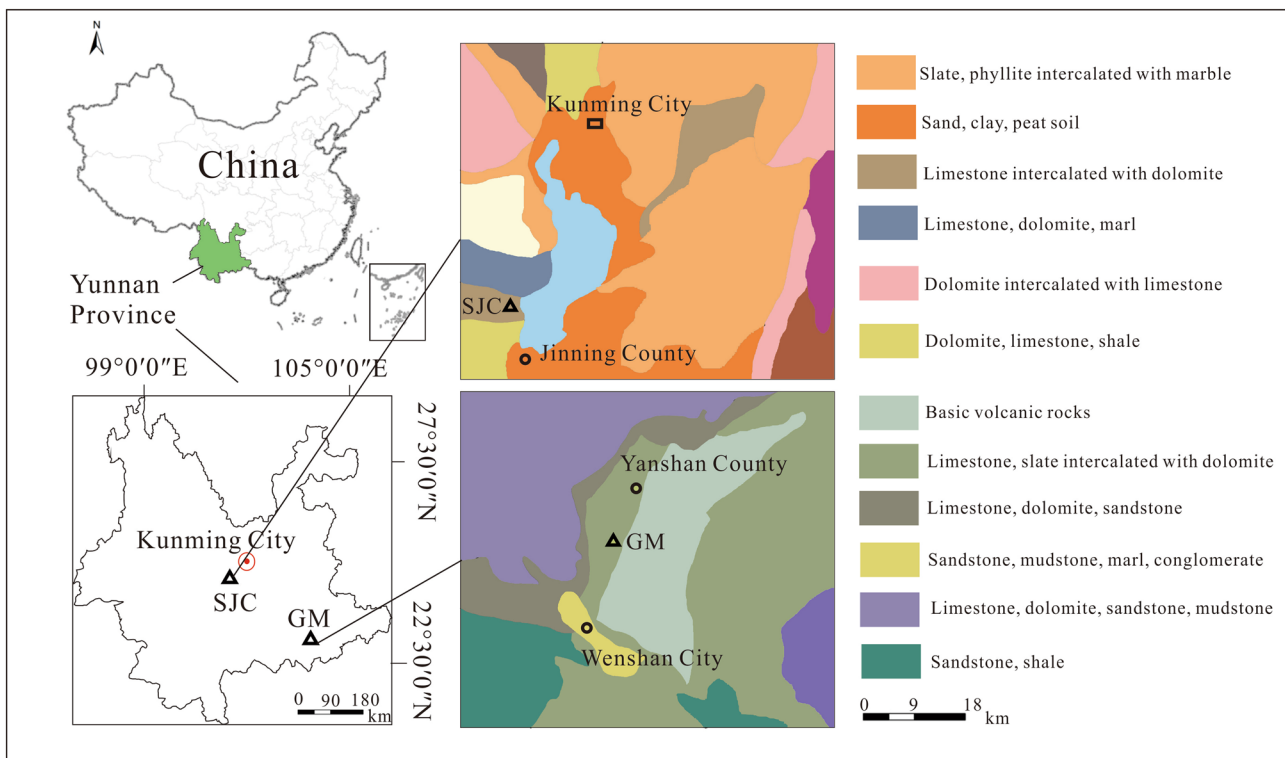 N
China
Yunnan
Province
99°0′0″E
105°0′0″E
27°30′0″N
22°30′0″N
Kunming City
SJC
GM
0 90 180
km
Kunming City
SJC
Jinning County
Yanshan County
GM
Wenshan City
Slate, phyllite intercalated with marble
Sand, clay, peat soil
Limestone intercalated with dolomite
Limestone, dolomite, marl
Dolomite intercalated with limestone
Dolomite, limestone, shale
Basic volcanic rocks
Limestone, slate intercalated with dolomite
Limestone, dolomite, sandstone
Sandstone, mudstone, marl, conglomerate
Limestone, dolomite, sandstone, mudstone
Sandstone, shale
0 9 18
km